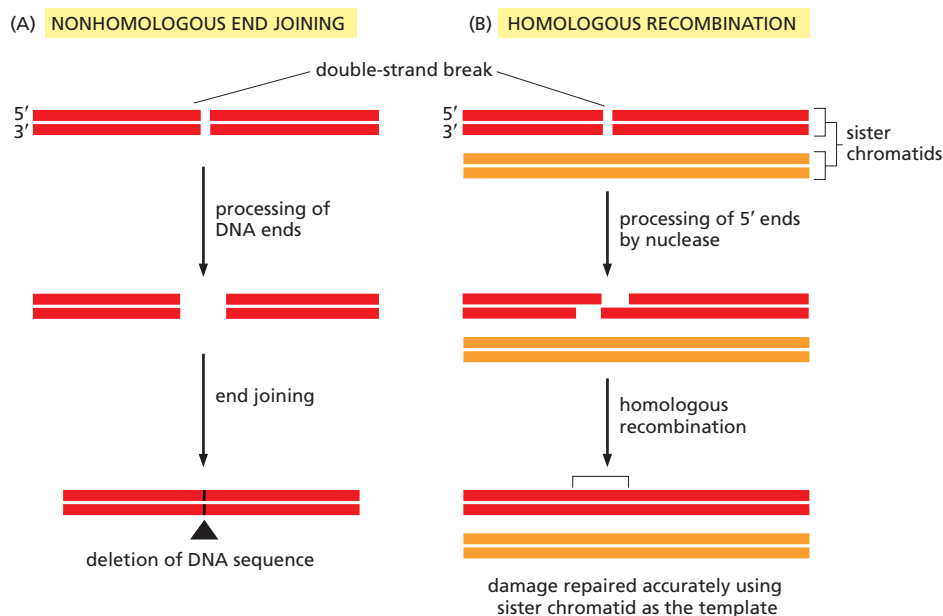 (A) NONHOMOLOGOUS END JOINING
(B) HOMOLOGOUS RECOMBINATION
double-strand break
5′
3′
5′
3′
sister
chromatids
processing of
DNA ends
processing of 5′ ends
by nuclease
end joining
homologous
recombination
deletion of DNA sequence
damage repaired accurately using
sister chromatid as the template